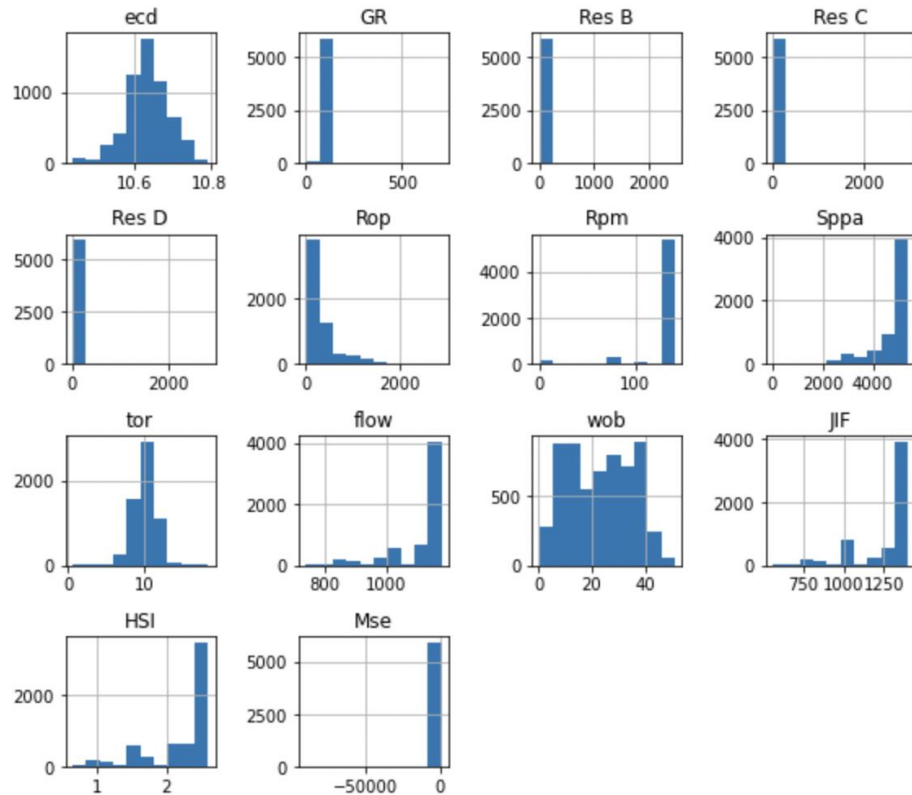 ecd GR Res B Res C
1000 0 10.6 10.8
5000 2500 0 0 500
5000 2500 0 0 1000 2000
5000 2500 0 0 2000
Res D Rop Rpm Sppa
5000 2500 0 0 2000
2000 0 0 2000
4000 2000 0 0 100
4000 2000 0 0 2000 4000
tor flow wob JIF
2000 0 0 10
4000 2000 0 800 1000
500 0 0 20 40
4000 2000 0 750 1000 1250
HSI Mse
2000 0 1 2
5000 2500 0 −50000 0